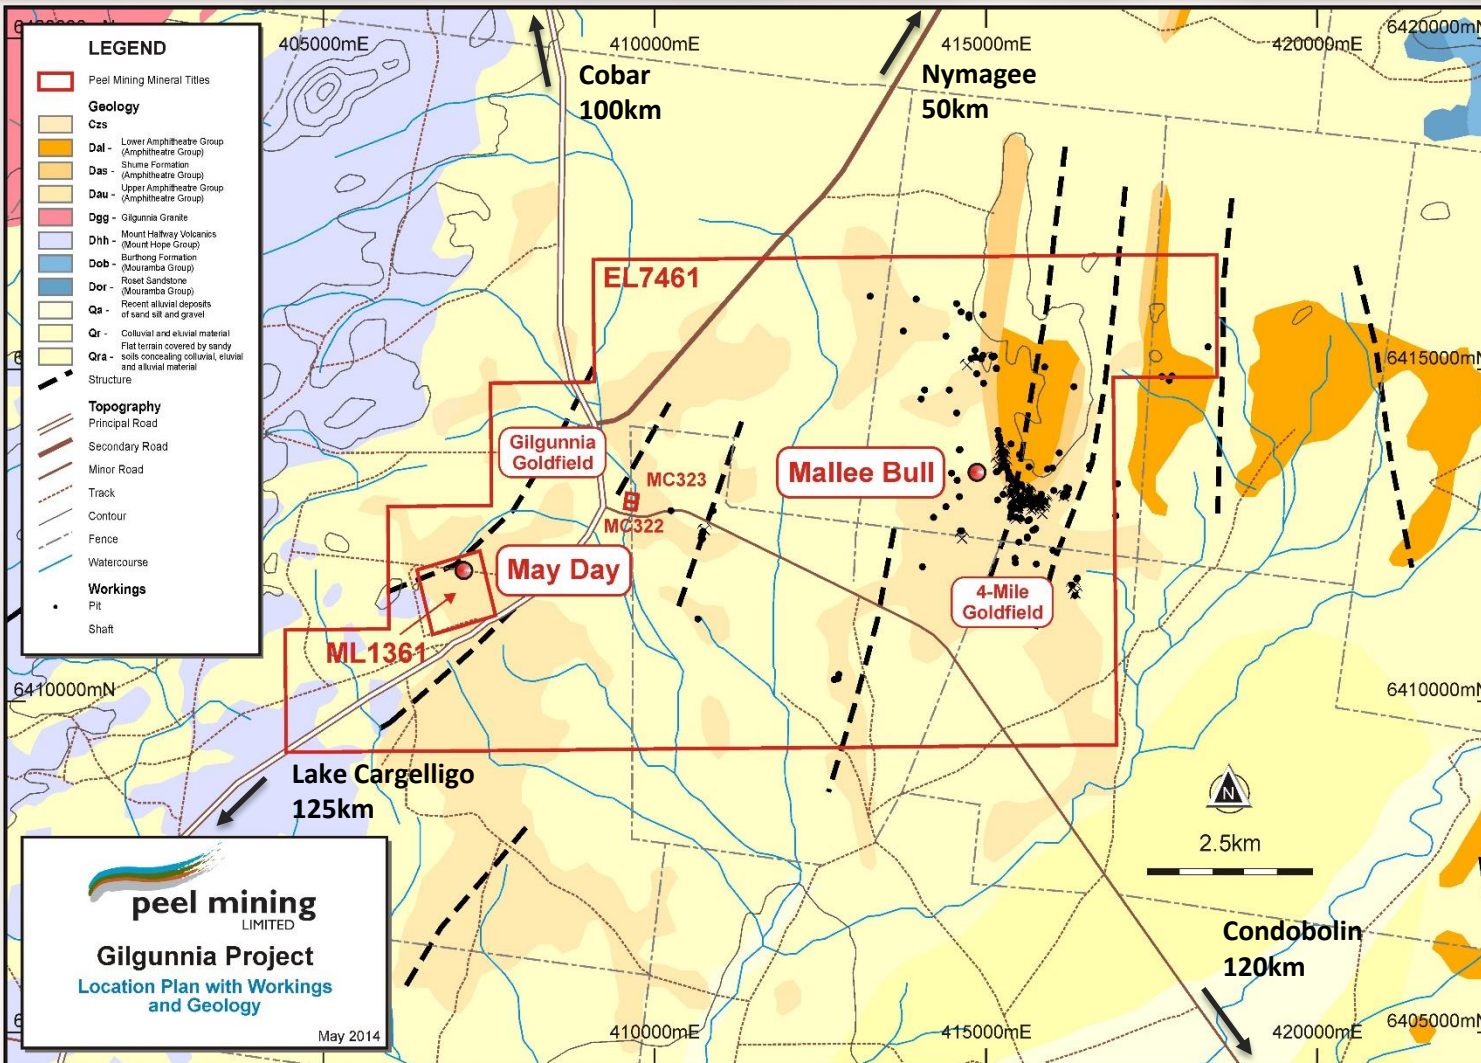 6420000mN
405000mE
410000mE
415000mE
420000mE
6420000mN
LEGEND
Peel Mining Mineral Titles
Geology
Czs
Dal - Lower Amphitheatre Group
(Amphitheatre Group)
Das - Shume Formation
(Amphitheatre Group)
Dau - Upper Amphitheatre Group
(Amphitheatre Group)
Dgg - Gilgunnia Granite
Dhh - Mount Halfway Volcanics
(Mount Hope Group)
Dob - Burthong Formation
(Mouramba Group)
Dor - Roset Sandstone
(Mouramba Group)
Qa - Recent alluvial deposits
of sand silt and gravel
Qr - Colluvial and eluvial material
Qra - Flat terrain covered by sandy
soils concealing colluvial, eluvial
and alluvial material
Structure
Topography
Principal Road
Secondary Road
Minor Road
Track
Contour
Fence
Watercourse
Workings
Pit
Shaft
Cobar
100km
Nymagee
50km
EL7461
6415000mN
Gilgunnia
Goldfield
MC323
MC322
Mallee Bull
May Day
4-Mile
Goldfield
ML1361
6410000mN
6410000mN
Lake Cargelligo
125km
N
2.5km
Condobolin
120km
peel mining
LIMITED
Gilgunnia Project
Location Plan with Workings
and Geology
May 2014
410000mE
415000mE
420000mE
6405000mN